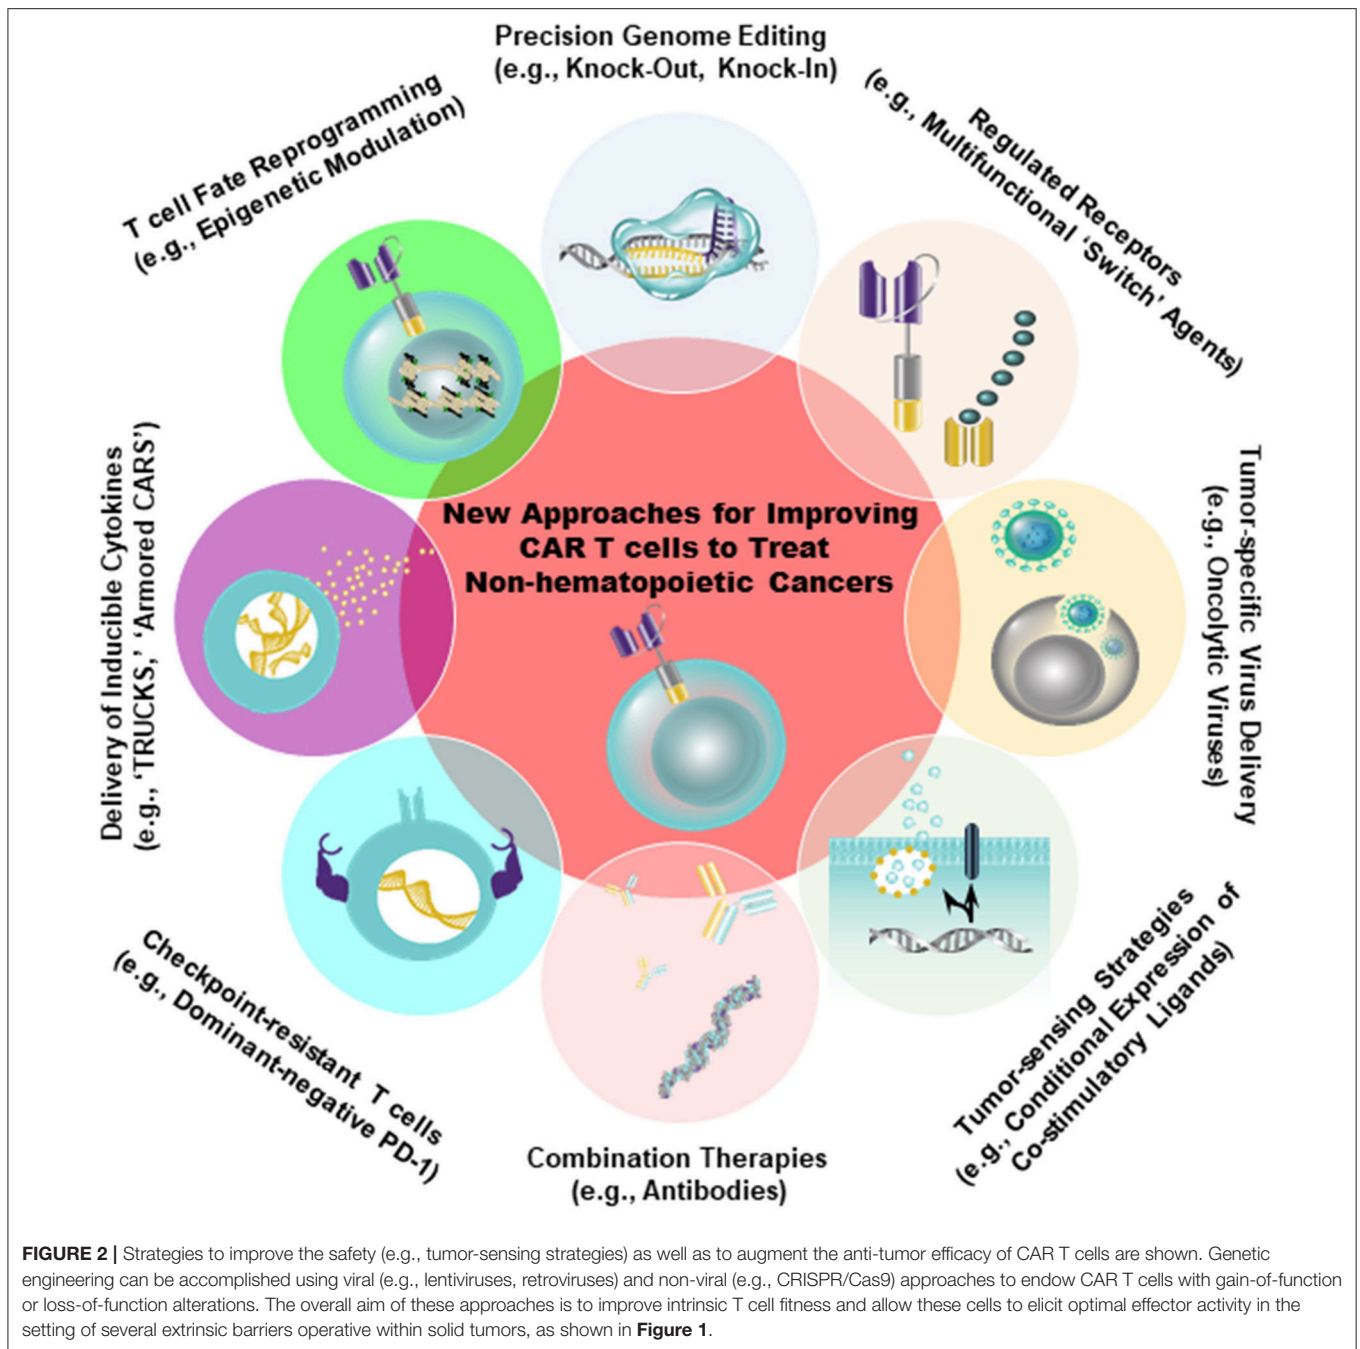 Precision Genome Editing
(e.g., Knock-Out, Knock-In)
Regulated Receptors
(e.g., Multifunctional ‘Switch’ Agents)
Tumor-specific Virus Delivery
(e.g., Oncolytic Viruses)
Tumor-sensing Strategies
(e.g., Conditional Expression of
Co-stimulatory Ligands)
Combination Therapies
(e.g., Antibodies)
Checkpoint-resistant T cells
(e.g., Dominant-negative PD-1)
Delivery of Inducible Cytokines
(e.g., ‘TRUCKS,’ ‘Armored CARS’)
T cell Fate Reprogramming
(e.g., Epigenetic Modulation)
New Approaches for Improving
CAR T cells to Treat
Non-hematopoietic Cancers
FIGURE 2 | Strategies to improve the safety (e.g., tumor-sensing strategies) as well as to augment the anti-tumor efficacy of CAR T cells are shown. Genetic
engineering can be accomplished using viral (e.g., lentiviruses, retroviruses) and non-viral (e.g., CRISPR/Cas9) approaches to endow CAR T cells with gain-of-function
or loss-of-function alterations. The overall aim of these approaches is to improve intrinsic T cell fitness and allow these cells to elicit optimal effector activity in the
setting of several extrinsic barriers operative within solid tumors, as shown in Figure 1.